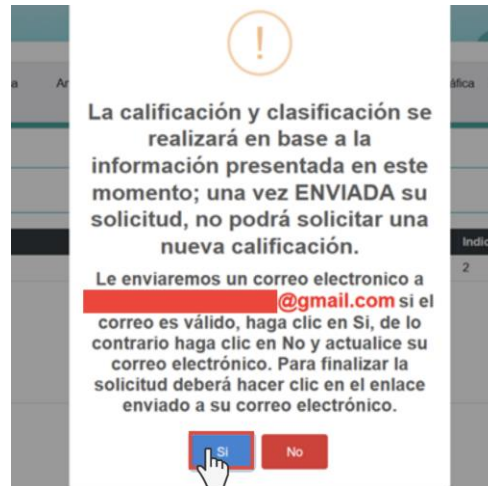 !
a
Ar
áfica
La calificación y clasificación se
realizará en base a la
información presentada en este
momento; una vez ENVIADA su
solicitud, no podrá solicitar una
nueva calificación.
Indic
2
Le enviaremos un correo electronico a
@gmail.com si el
correo es válido, haga clic en Si, de lo
contrario haga clic en No y actualice su
correo electrónico. Para finalizar la
solicitud deberá hacer clic en el enlace
enviado a su correo electrónico.
Si
No